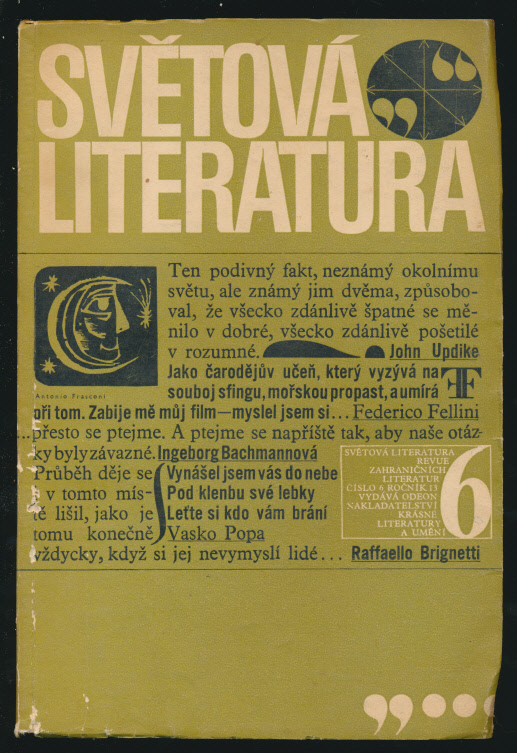 SVĚTOVÁ
LITERATURA
Ten podivný fakt, neznámý okolnímu
světu, ale známý jim dvěma, způsobo-
val, že všecko zdánlivě špatné se mě-
nilo v dobré, všecko zdánlivě pošetilé
v rozumné.
John Updike
Antonio Frasconi
Jako čarodějův učeň, který vyzývá na
souboj sfingu, mořskou propast, a umírá
při tom. Zabije mě můj film—myslel jsem si... Federico Fellini
...přesto se ptejme. A ptejme se napříště tak, aby naše otáz-
ky byly závazné. Ingeborg Bachmannová
Průběh děje se
v tomto mís-
tě lišil, jako je
tomu konečně
vždycky, když si jej nevymyslí lidé... Raffaello Brignetti
Vynášel jsem vás do nebe
Pod klenbu své lebky
Leťte si kdo vám brání
Vasko Popa
SVĚTOVÁ LITERATURA
REVUE
ZAHRANIČNÍCH
LITERATUR
ČÍSLO 6 ROČNÍK 13
VYDÁVÁ ODEON
NAKLADATELSTVÍ
KRÁSNÉ
LITERATURY
A UMĚNÍ
6